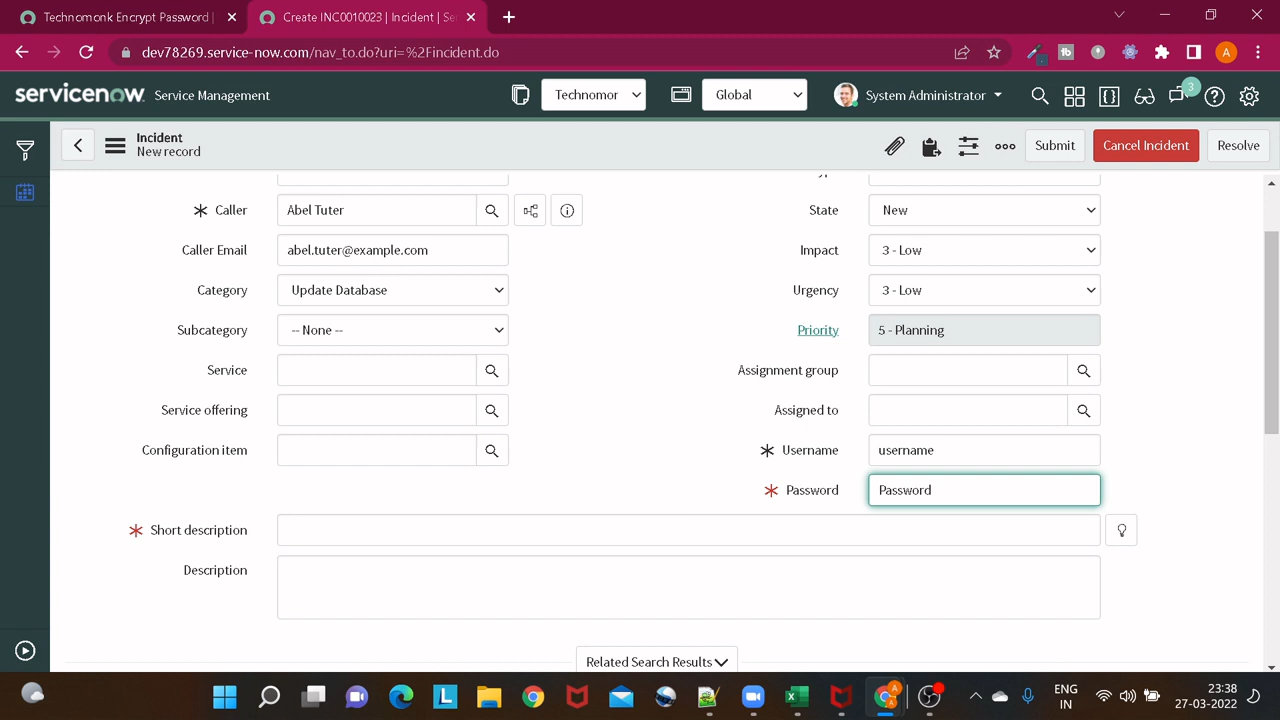 Technomonk Encrypt Password |
Create INC0010023 | Incident | Se
dev78269.service-now.com/nav_to.do?uri=%2Fincident.do
A
servicenow Service Management
Technomor
Global
System Administrator
3
Incident
New record
Submit
Cancel Incident
Resolve
Caller
Abel Tuter
State
New
Caller Email
abel.tuter@example.com
Impact
3 - Low
Category
Update Database
Urgency
3 - Low
Subcategory
-- None --
Priority
5 - Planning
Service
Assignment group
Service offering
Assigned to
Configuration item
Username
username
Password
Password
Short description
Description
Related Search Results
ENG
IN
23:38
27-03-2022